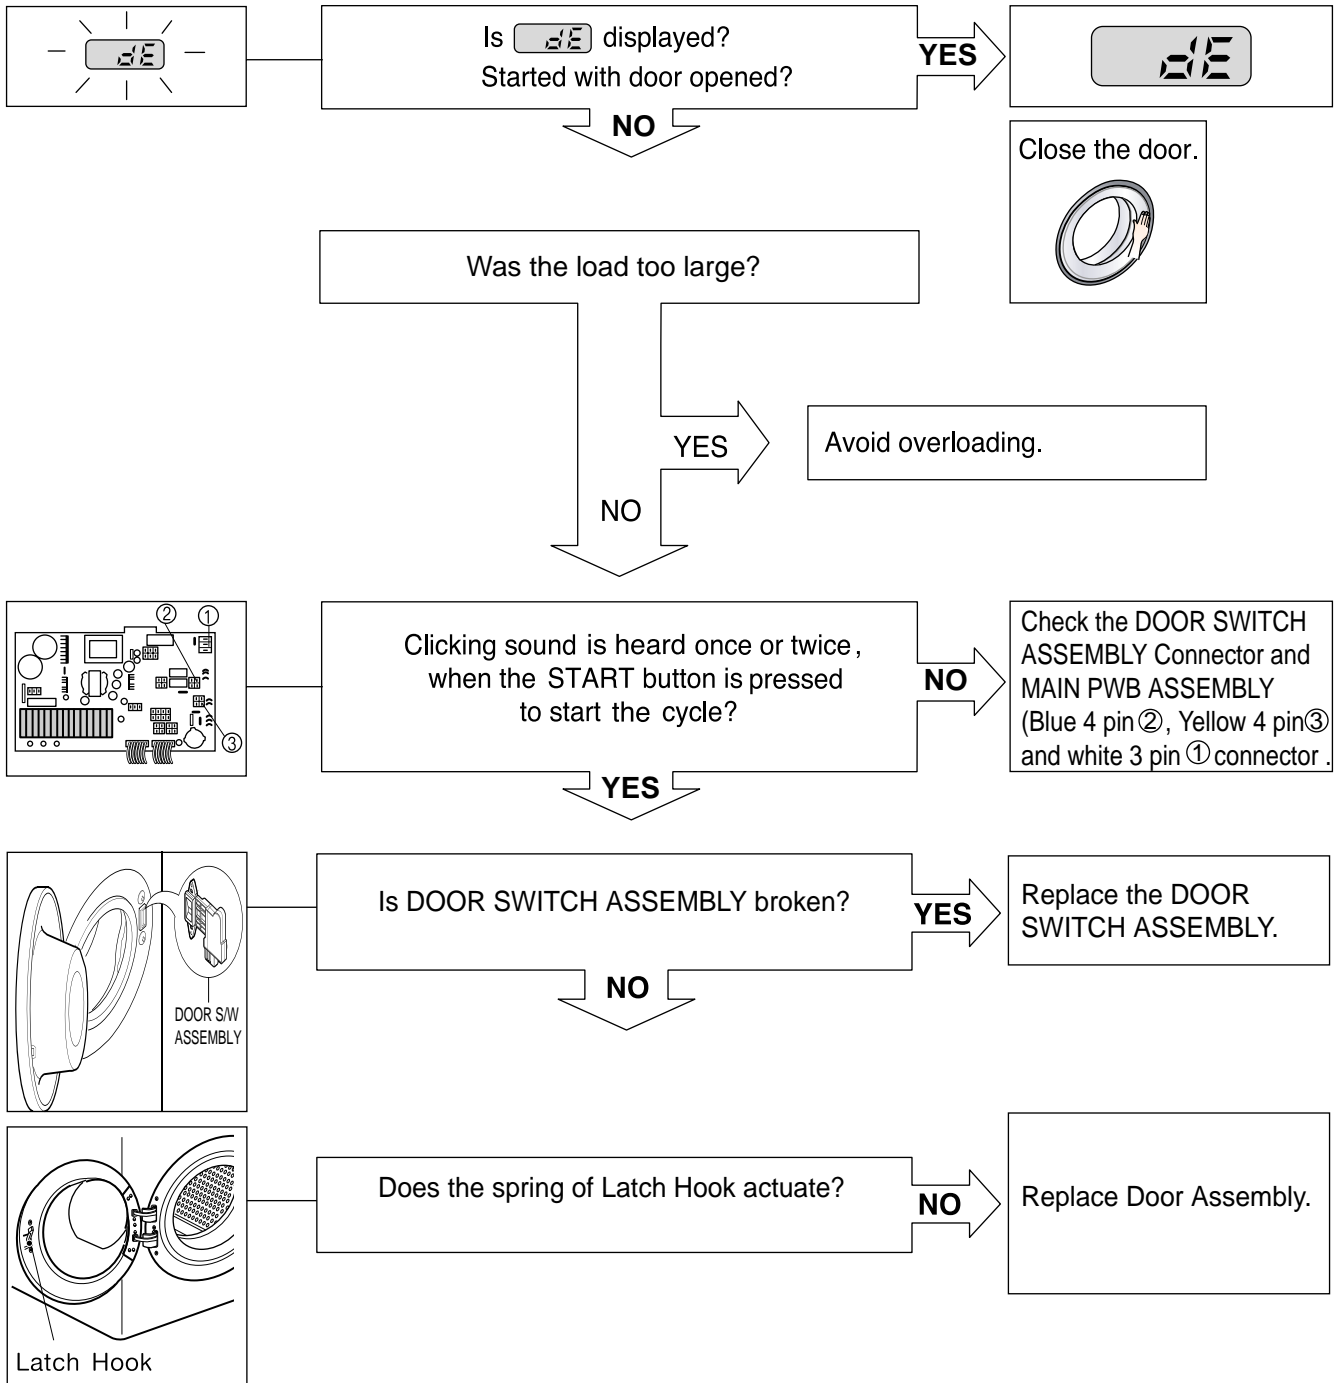 dE
Is dE displayed?
Started with door opened?
YES
dE
NO
Close the door.
Was the load too large?
YES
Avoid overloading.
NO
② ①
③
Clicking sound is heard once or twice,
when the START button is pressed
to start the cycle?
NO
Check the DOOR SWITCH
ASSEMBLY Connector and
MAIN PWB ASSEMBLY
(Blue 4 pin②, Yellow 4 pin③
and white 3 pin ① connector .
YES
DOOR S/W
ASSEMBLY
Is DOOR SWITCH ASSEMBLY broken?
YES
Replace the DOOR
SWITCH ASSEMBLY.
NO
Latch Hook
Does the spring of Latch Hook actuate?
NO
Replace Door Assembly.